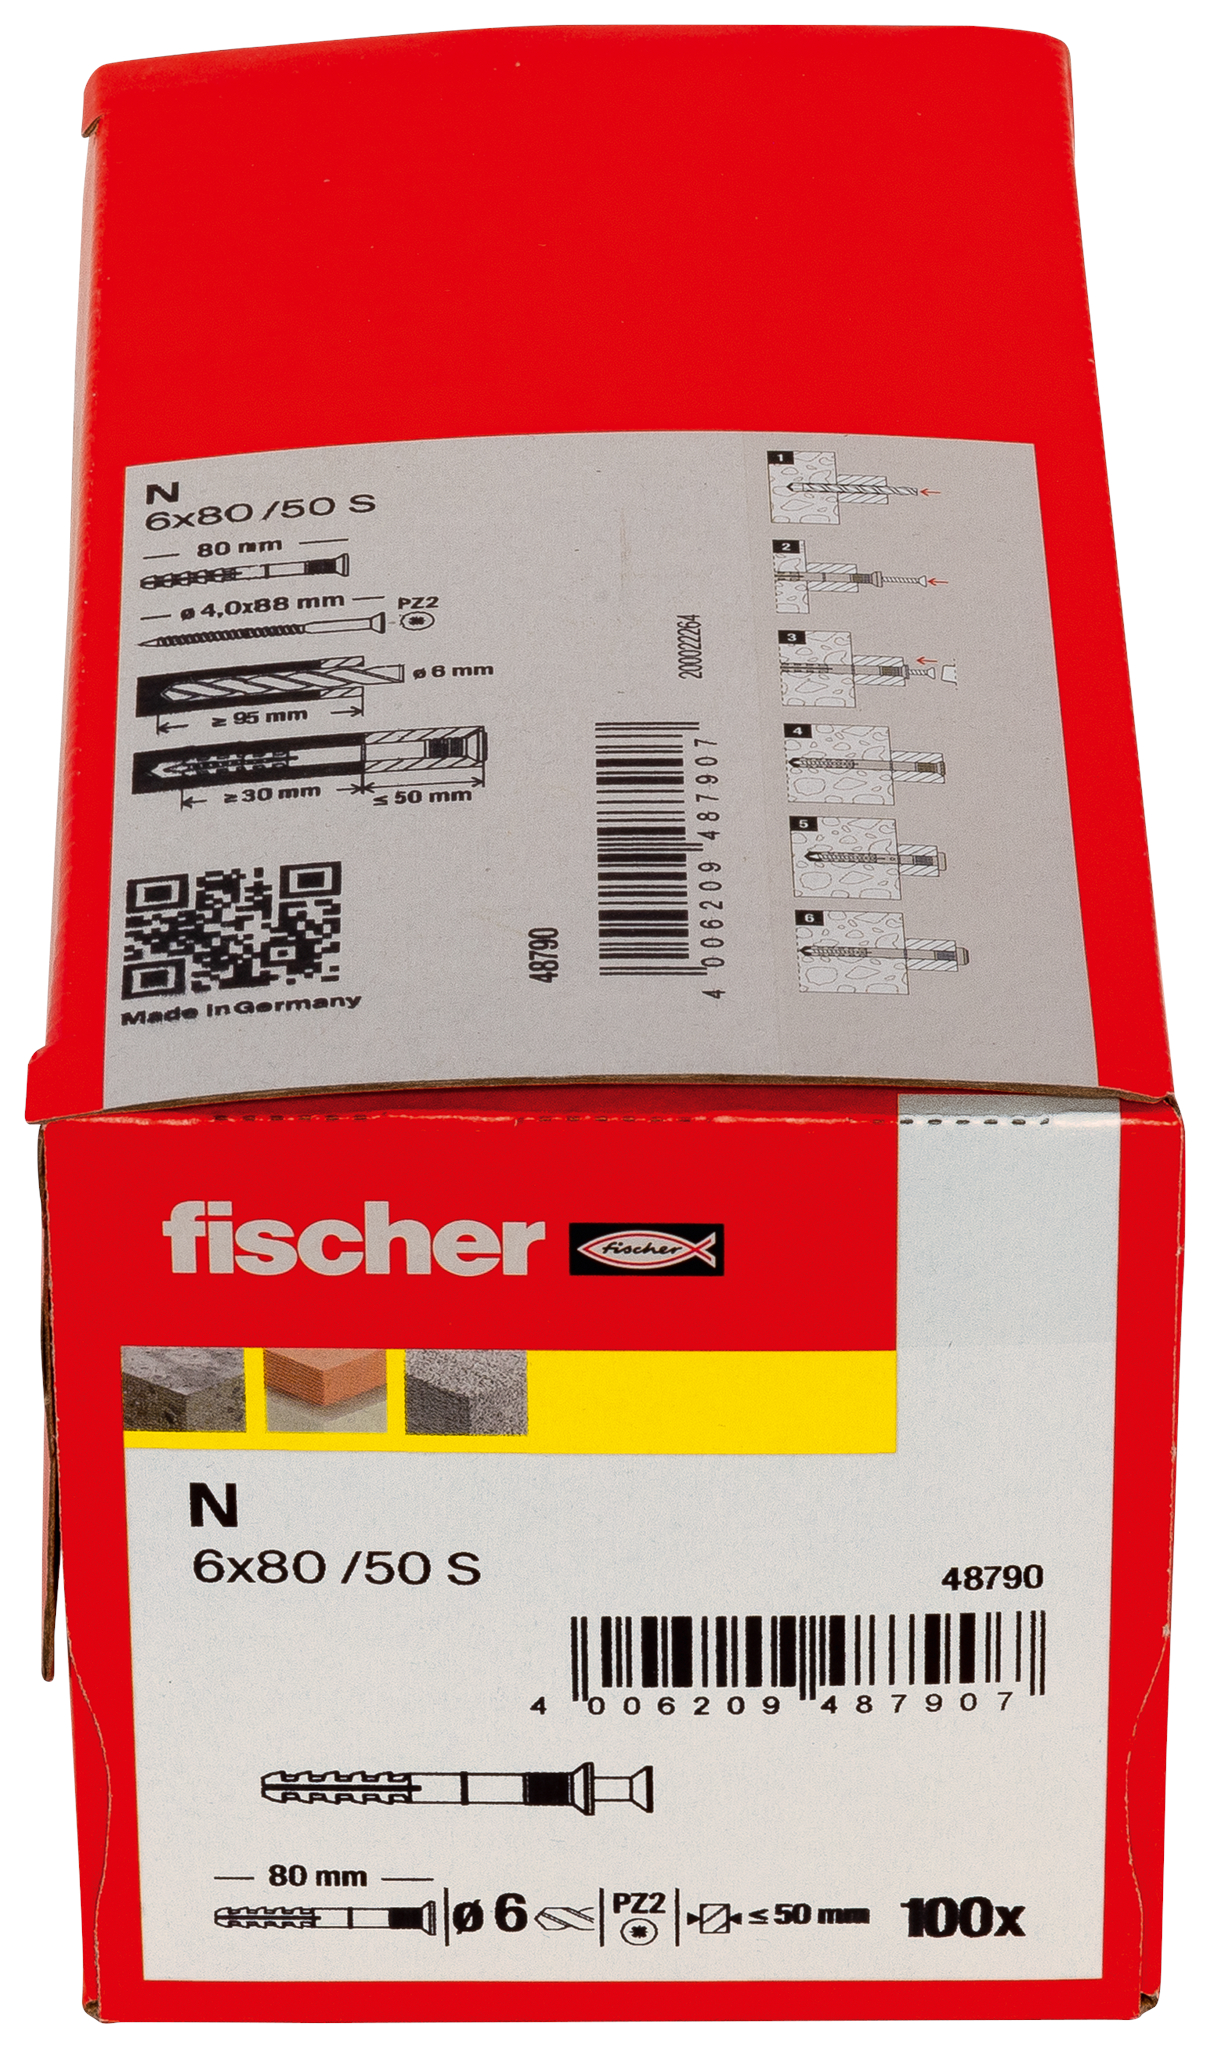 N
6x80 /50 S
80 mm
ø 4,0x88 mm
PZ2
ø 6 mm
≥ 95 mm
≥ 30 mm
≤ 50 mm
Made in Germany
48790
4 006209 487907
200022264
1
2
3
4
5
6
fischer fischer
N
6x80 /50 S
48790
4 006209 487907
80 mm
ø 6
PZ2
≤ 50 mm
100x